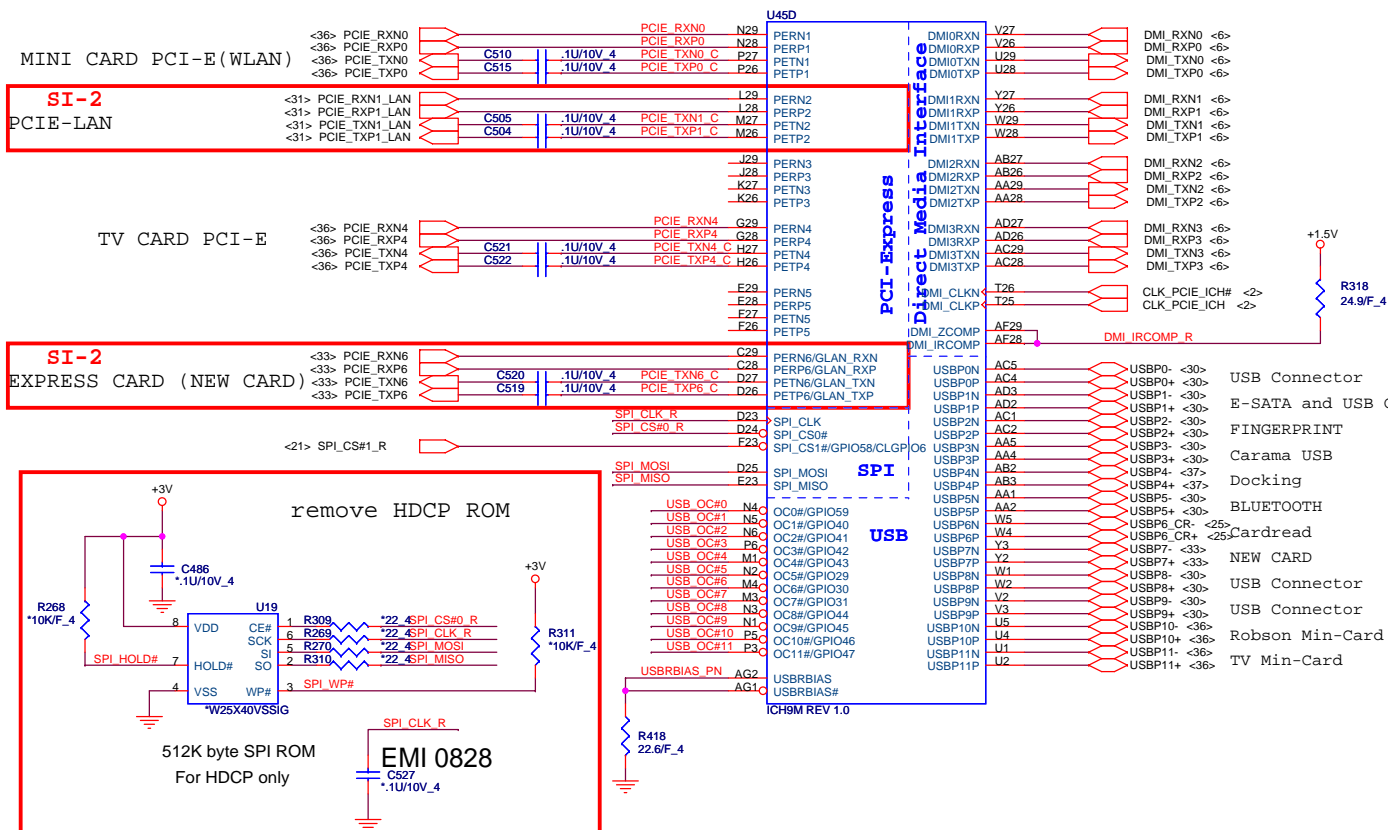 U45D
MINI CARD PCI-E(WLAN)
<36> PCIE_RXN0 PCIE_RXN0 N29 PERN1
<36> PCIE_RXP0 PCIE_RXP0 N28 PERP1
<36> PCIE_TXN0 C510 .1U/10V_4 PCIE_TXN0_C P27 PETN1
<36> PCIE_TXP0 C515 .1U/10V_4 PCIE_TXP0_C P26 PETP1
SI-2
PCIE-LAN
<31> PCIE_RXN1_LAN L29 PERN2
<31> PCIE_RXP1_LAN L28 PERP2
<31> PCIE_TXN1_LAN C505 .1U/10V_4 PCIE_TXN1_C M27 PETN2
<31> PCIE_TXP1_LAN C504 .1U/10V_4 PCIE_TXP1_C M26 PETP2
J29 PERN3
J28 PERP3
K27 PETN3
K26 PETP3
TV CARD PCI-E
<36> PCIE_RXN4 PCIE_RXN4 G29 PERN4
<36> PCIE_RXP4 PCIE_RXP4 G28 PERP4
<36> PCIE_TXN4 C521 .1U/10V_4 PCIE_TXN4_C H27 PETN4
<36> PCIE_TXP4 C522 .1U/10V_4 PCIE_TXP4_C H26 PETP4
E29 PERN5
E28 PERP5
F27 PETN5
F26 PETP5
SI-2
EXPRESS CARD (NEW CARD)
<33> PCIE_RXN6 C29 PERN6/GLAN_RXN
<33> PCIE_RXP6 C28 PERP6/GLAN_RXP
<33> PCIE_TXN6 C520 .1U/10V_4 PCIE_TXN6_C D27 PETN6/GLAN_TXN
<33> PCIE_TXP6 C519 .1U/10V_4 PCIE_TXP6_C D26 PETP6/GLAN_TXP
SPI_CLK_R D23 SPI_CLK
SPI_CS#0_R D24 SPI_CS0#
<21> SPI_CS#1_R F23 SPI_CS1#/GPIO58/CLGPIO6
SPI_MOSI D25 SPI_MOSI
SPI_MISO E23 SPI_MISO
USB_OC#0 N4 OC0#/GPIO59
USB_OC#1 N5 OC1#/GPIO40
USB_OC#2 N6 OC2#/GPIO41
USB_OC#3 P6 OC3#/GPIO42
USB_OC#4 M1 OC4#/GPIO43
USB_OC#5 N2 OC5#/GPIO29
USB_OC#6 M4 OC6#/GPIO30
USB_OC#7 M3 OC7#/GPIO31
USB_OC#8 N3 OC8#/GPIO44
USB_OC#9 N1 OC9#/GPIO45
USB_OC#10 P5 OC10#/GPIO46
USB_OC#11 P3 OC11#/GPIO47
USBRBIAS_PN AG2 USBRBIAS
AG1 USBRBIAS#
R418
22.6/F_4
PCI-Express
Direct Media Interface
SPI
USB
ICH9M REV 1.0
DMI0RXN V27 DMI_RXN0 <6>
DMI0RXP V26 DMI_RXP0 <6>
DMI0TXN U29 DMI_TXN0 <6>
DMI0TXP U28 DMI_TXP0 <6>
DMI1RXN Y27 DMI_RXN1 <6>
DMI1RXP Y26 DMI_RXP1 <6>
DMI1TXN W29 DMI_TXN1 <6>
DMI1TXP W28 DMI_TXP1 <6>
DMI2RXN AB27 DMI_RXN2 <6>
DMI2RXP AB26 DMI_RXP2 <6>
DMI2TXN AA29 DMI_TXN2 <6>
DMI2TXP AA28 DMI_TXP2 <6>
DMI3RXN AD27 DMI_RXN3 <6>
DMI3RXP AD26 DMI_RXP3 <6>
DMI3TXN AC29 DMI_TXN3 <6>
DMI3TXP AC28 DMI_TXP3 <6>
DMI_CLKN T26 CLK_PCIE_ICH# <2>
DMI_CLKP T25 CLK_PCIE_ICH <2>
DMI_ZCOMP AF29
DMI_IRCOMP AF28 DMI_IRCOMP_R
+1.5V
R318
24.9/F_4
USBP0N AC5 USBP0- <30>
USBP0P AC4 USBP0+ <30> USB Connector
USBP1N AD3 USBP1- <30>
USBP1P AD2 USBP1+ <30> E-SATA and USB
USBP2N AC1 USBP2- <30>
USBP2P AC2 USBP2+ <30> FINGERPRINT
USBP3N AA5 USBP3- <30>
USBP3P AA4 USBP3+ <30> Carama USB
USBP4N AB2 USBP4- <37>
USBP4P AB3 USBP4+ <37> Docking
USBP5N AA1 USBP5- <30>
USBP5P AA2 USBP5+ <30> BLUETOOTH
USBP6N W5 USBP6_CR- <25>
USBP6P W4 USBP6_CR+ <25> Cardread
USBP7N Y3 USBP7- <33>
USBP7P Y2 USBP7+ <33> NEW CARD
USBP8N W1 USBP8- <30>
USBP8P W2 USBP8+ <30> USB Connector
USBP9N V2 USBP9- <30>
USBP9P V3 USBP9+ <30> USB Connector
USBP10N U5 USBP10- <36>
USBP10P U4 USBP10+ <36> Robson Min-Card
USBP11N U1 USBP11- <36>
USBP11P U2 USBP11+ <36> TV Min-Card
remove HDCP ROM
+3V
C486
*.1U/10V_4
R268
*10K/F_4
U19
8 VDD CE# 1 R309 *22_4 SPI_CS#0_R
SCK 6 R269 *22_4 SPI_CLK_R
SI 5 R270 *22_4 SPI_MOSI
SPI_HOLD# 7 HOLD# SO 2 R310 *22_4 SPI_MISO
4 VSS WP# 3 SPI_WP#
*W25X40VSSIG
+3V
R311
*10K/F_4
512K byte SPI ROM
For HDCP only
SPI_CLK_R
EMI 0828
C527
*.1U/10V_4